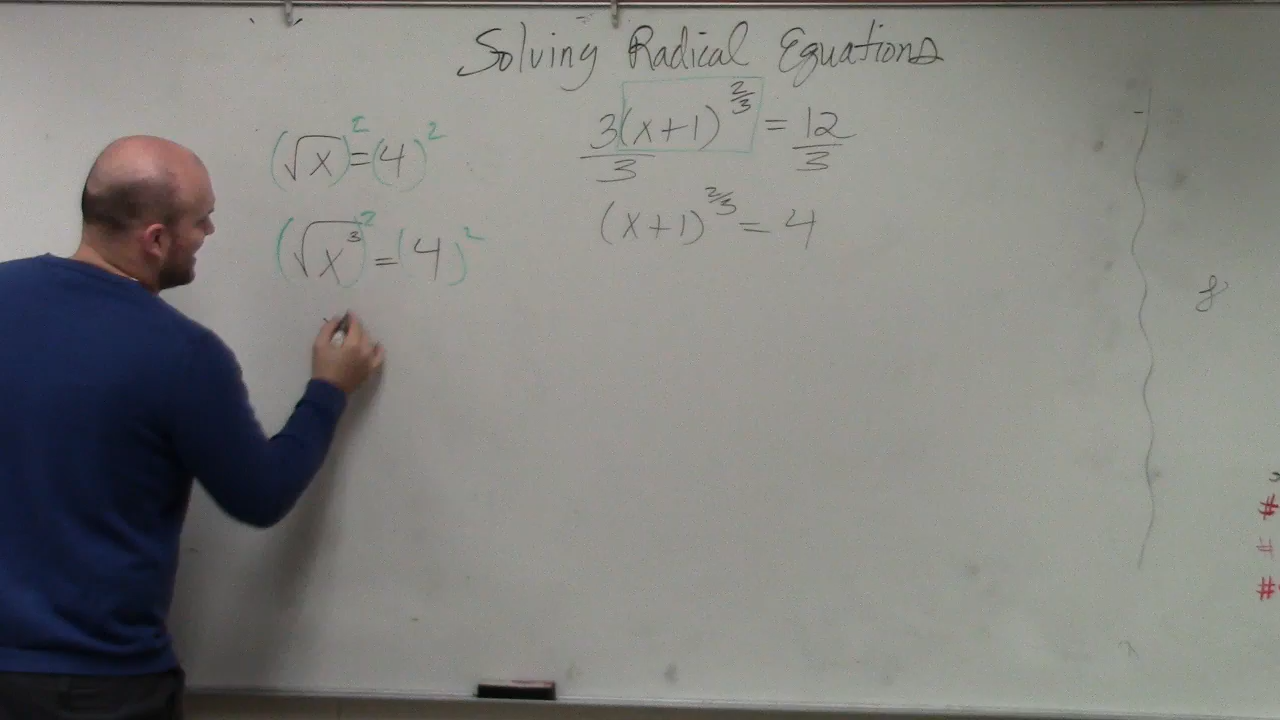 Solving Radical Equations
(√x)² = (4)²
(√x³)² = (4)²
3(x+1)^(2/3) = 12
3 3
(x+1)^(2/3) = 4
#
#
#